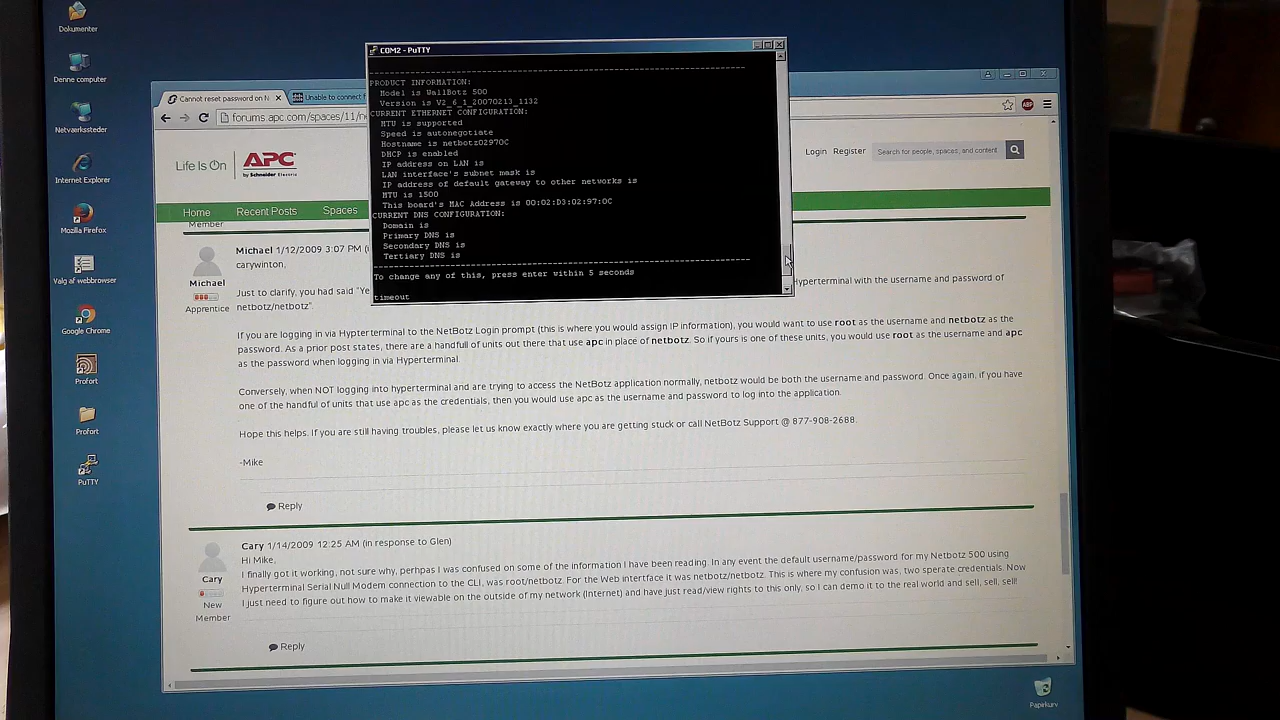 Dokumenter
Denne computer
Netværkssteder
Internet Explorer
Mozilla Firefox
Valg af webbrowser
Google Chrome
Profort
Profort
PuTTY
Papirkurv
COM2 - PuTTY
PRODUCT INFORMATION:
Model is WallBotz 500
Version is V2_6_1_20070213_1132
CURRENT ETHERNET CONFIGURATION:
MTU is supported
Speed is autonegotiate
Hostname is netbotz02970C
DHCP is enabled
IP address on LAN is
LAN interface's subnet mask is
IP address of default gateway to other networks is
MTU is 1500
This board's MAC Address is 00:02:D3:02:97:0C
CURRENT DNS CONFIGURATION:
Domain is
Primary DNS is
Secondary DNS is
Tertiary DNS is
To change any of this, press enter within 5 seconds
timeout
Cannot reset password on N
Unable to connect
forums.apc.com/spaces/11/
ABP
Life Is On APC
by Schneider Electric
Login Register Search for people, spaces, and content
Home Recent Posts Spaces
Member
Michael 1/12/2009 3:07 PM
Michael
Apprentice
carywinton,
Just to clarify, you had said "Ye
Hyperterminal with the username and password of
netbotz/netbotz".
If you are logging in via Hypterterminal to the NetBotz Login prompt (this is where you would assign IP information), you would want to use root as the username and netbotz as the
password. As a prior post states, there are a handfull of units out there that use apc in place of netbotz. So if yours is one of these units, you would use root as the username and apc
as the password when logging in via Hyperterminal.
Conversely, when NOT logging into hyperterminal and are trying to access the NetBotz application normally, netbotz would be both the username and password. Once again, if you have
one of the handful of units that use apc as the credentials, then you would use apc as the username and password to log into the application.
Hope this helps. If you are still having troubles, please let us know exactly where you are getting stuck or call NetBotz Support @ 877-908-2688.
-Mike
Reply
Cary 1/14/2009 12:25 AM (in response to Glen)
Cary
New
Member
Hi Mike,
I finally got it working, not sure why, perhpas I was confused on some of the information I have been reading. In any event the default username/password for my Netbotz 500 using
Hyperterminal Serial Null Modem connection to the CLI, was root/netbotz. For the Web intertface it was netbotz/netbotz. This is where my confusion was, two sperate credentials. Now
I just need to figure out how to make it viewable on the outside of my network (Internet) and have just read/view rights to this only, so I can demo it to the real world and sell, sell, sell!
Reply